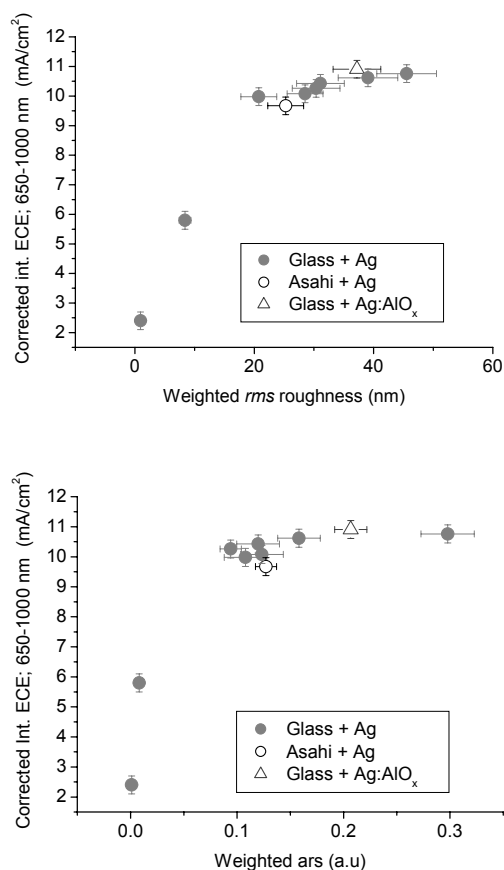 Corrected int. ECE; 650-1000 nm (mA/cm²)
12
11
10
9
8
7
6
5
4
3
2
Glass + Ag
Asahi + Ag
Glass + Ag:AlOₓ
0 20 40 60
Weighted rms roughness (nm)
Corrected Int. ECE; 650-1000 nm (mA/cm²)
12
11
10
9
8
7
6
5
4
3
2
Glass + Ag
Asahi + Ag
Glass + Ag:AlOₓ
0.0 0.1 0.2 0.3
Weighted ars (a.u)